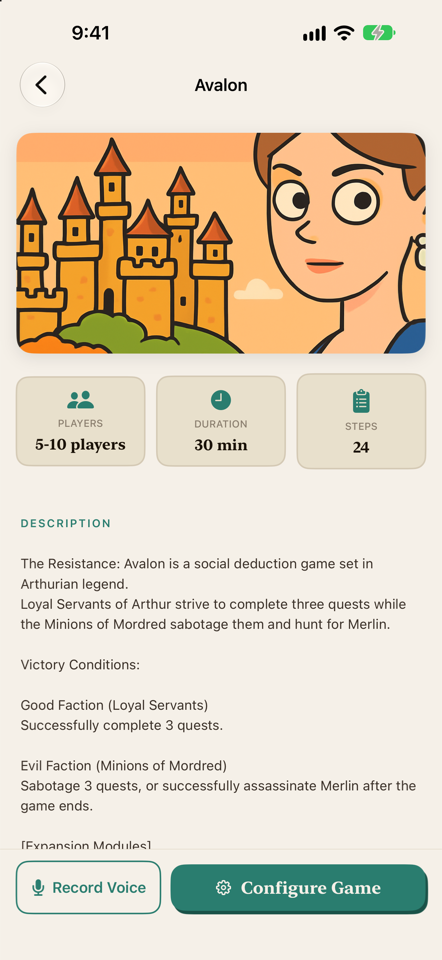 9:41
Avalon
PLAYERS
5-10 players
DURATION
30 min
STEPS
24
DESCRIPTION
The Resistance: Avalon is a social deduction game set in
Arthurian legend.
Loyal Servants of Arthur strive to complete three quests while
the Minions of Mordred sabotage them and hunt for Merlin.
Victory Conditions:
Good Faction (Loyal Servants)
Successfully complete 3 quests.
Evil Faction (Minions of Mordred)
Sabotage 3 quests, or successfully assassinate Merlin after the
game ends.
[Expansion Modules]
Record Voice
Configure Game